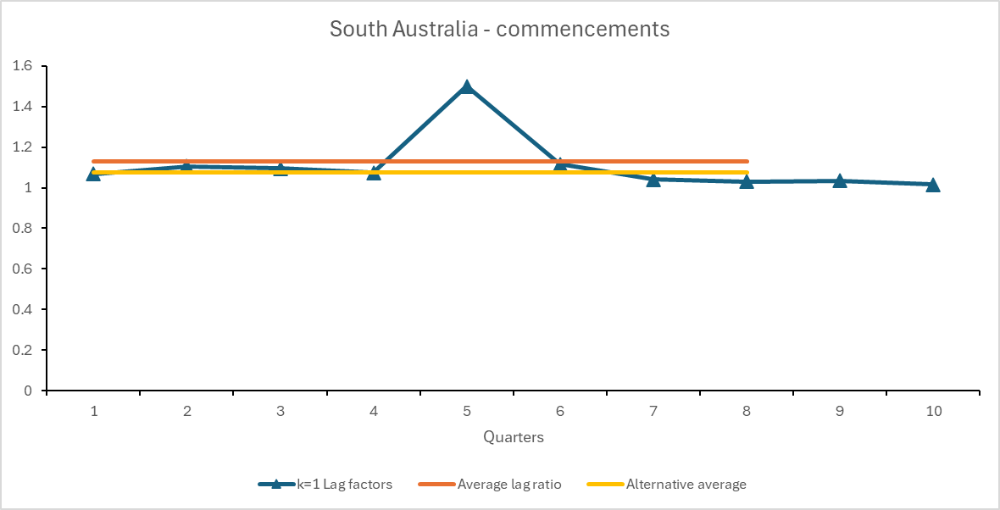 South Australia - commencements
1.6
1.4
1.2
1
0.8
0.6
0.4
0.2
0
1 2 3 4 5 6 7 8 9 10
Quarters
k=1 Lag factors Average lag ratio Alternative average